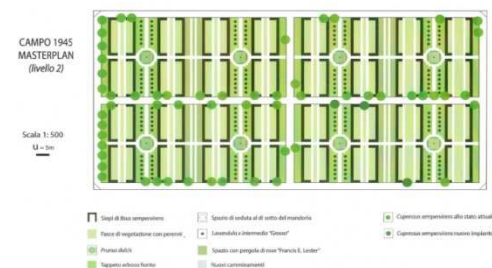 CAMPO 1945
MASTERPLAN
(livello 2)
Scala 1: 500
u = 5m
Siepi di Buxus sempervirens
Fasce di vegetazione con perenni
Prunus dulcis
Tappeto erboso fiorito
Spazio di seduta al di sotto del mandorlo
Lavandula x intermedia "Grosso"
Spazio con pergola di rose "Francis E. Lester"
Nuovi camminamenti
Cupressus sempervirens allo stato attuale
Cupressus sempervirens nuovo impianto